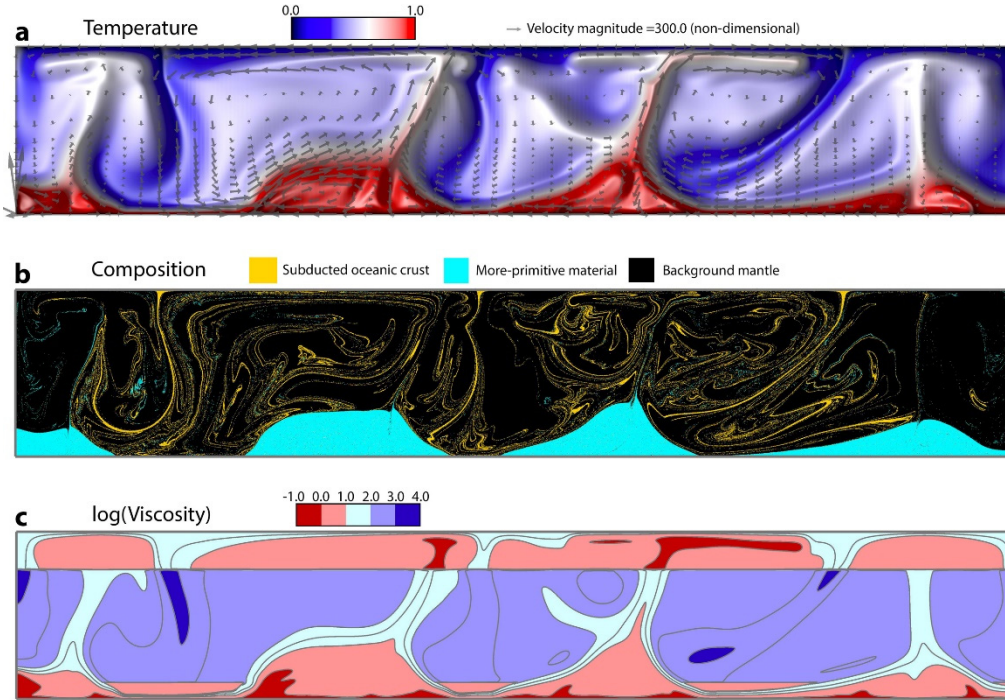 a Temperature 0.0 1.0 Velocity magnitude =300.0 (non-dimensional)
b Composition Subducted oceanic crust More-primitive material Background mantle
-1.0 0.0 1.0 2.0 3.0 4.0
c log(Viscosity)